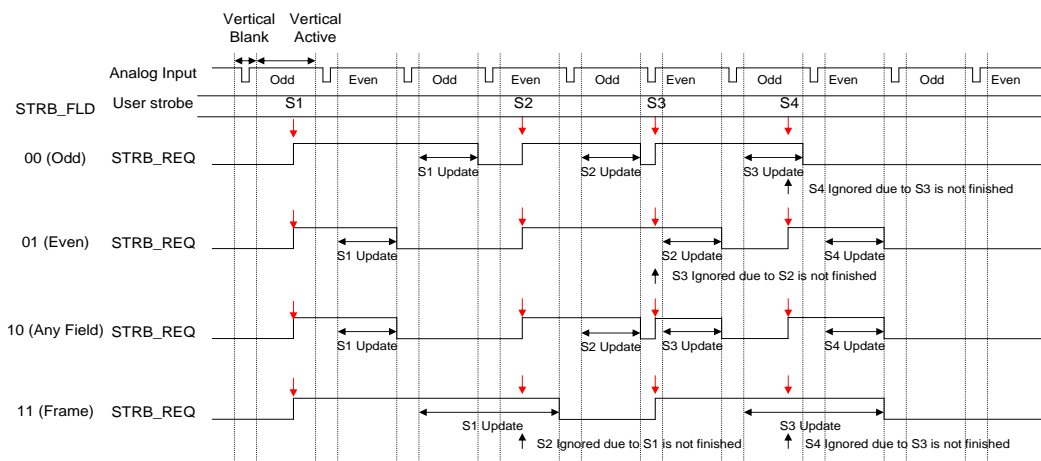 Vertical Blank
Vertical Active
Analog Input
Odd Even Odd Even Odd Even Odd Even Odd Even
STRB_FLD
User strobe
S1 S2 S3 S4
00 (Odd) STRB_REQ
S1 Update S2 Update S3 Update
S4 Ignored due to S3 is not finished
01 (Even) STRB_REQ
S1 Update S2 Update S4 Update
S3 Ignored due to S2 is not finished
10 (Any Field) STRB_REQ
S1 Update S2 Update S3 Update S4 Update
11 (Frame) STRB_REQ
S1 Update S3 Update
S2 Ignored due to S1 is not finished S4 Ignored due to S3 is not finished